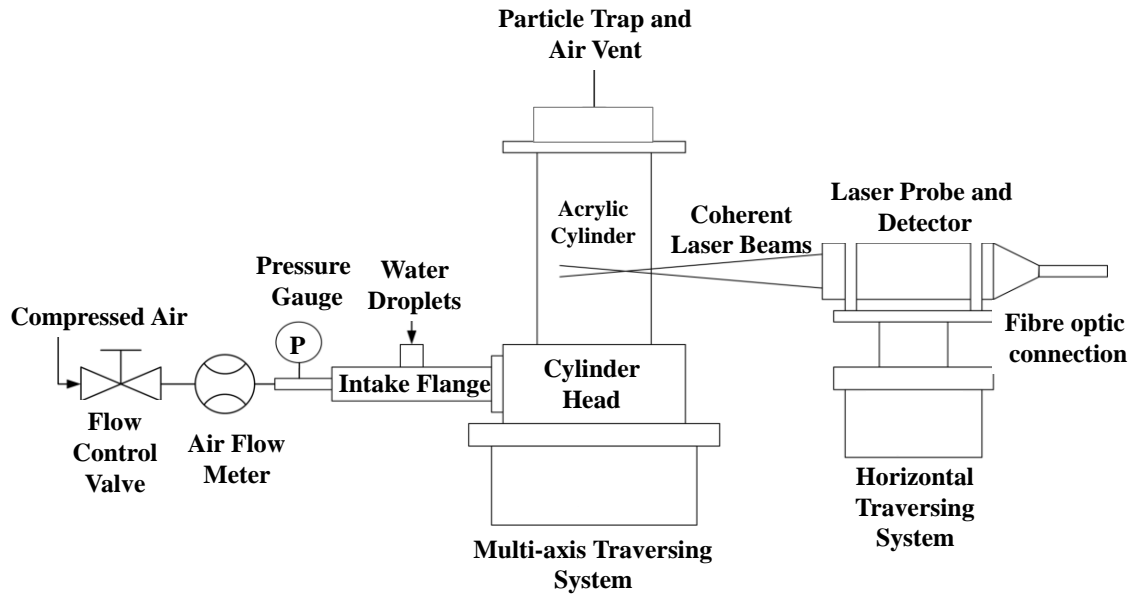 Particle Trap and
Air Vent
Acrylic
Cylinder
Coherent
Laser Beams
Laser Probe and
Detector
Pressure
Gauge
Water
Droplets
Compressed Air
P
Intake Flange
Cylinder
Head
Fibre optic
connection
Flow
Control
Valve
Air Flow
Meter
Horizontal
Traversing
System
Multi-axis Traversing
System